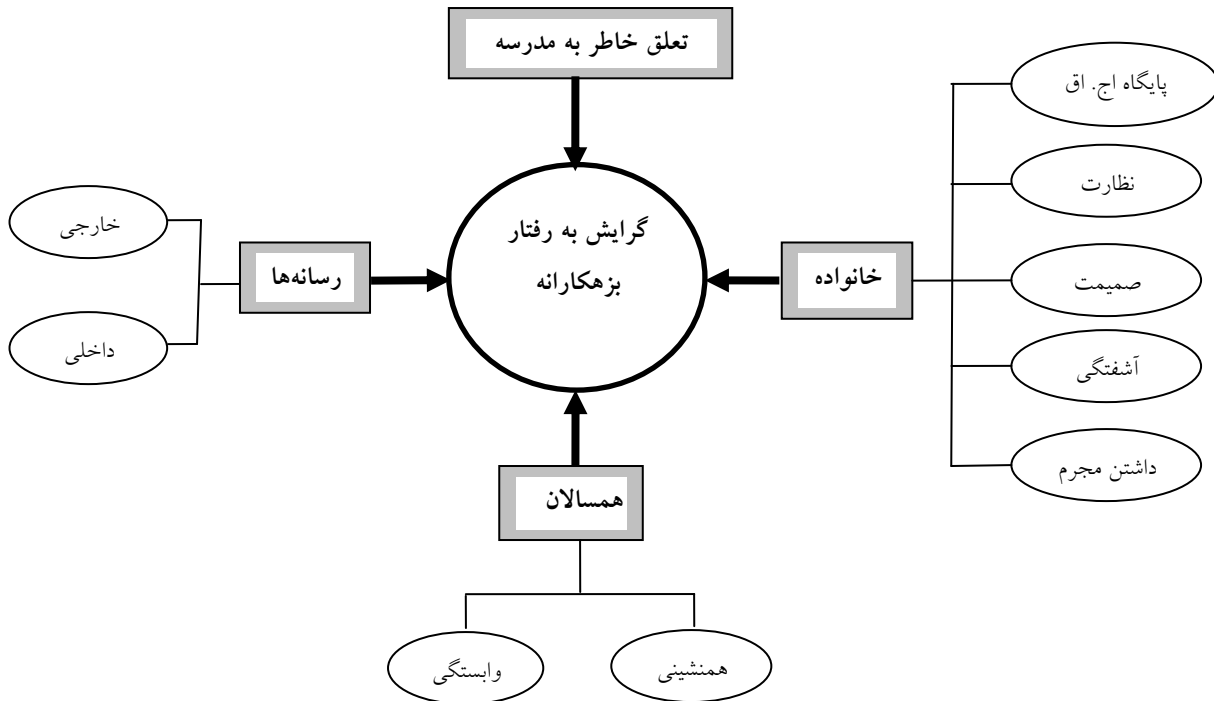 تعلق خاطر به مدرسه
پایگاه اج. اق
نظارت
صمیمت
آشفتگی
داشتن مجرم
خانواده
گرایش به رفتار
بزهکارانه
رسانه‌ها
خارجی
داخلی
همسالان
همنشینی
وابستگی